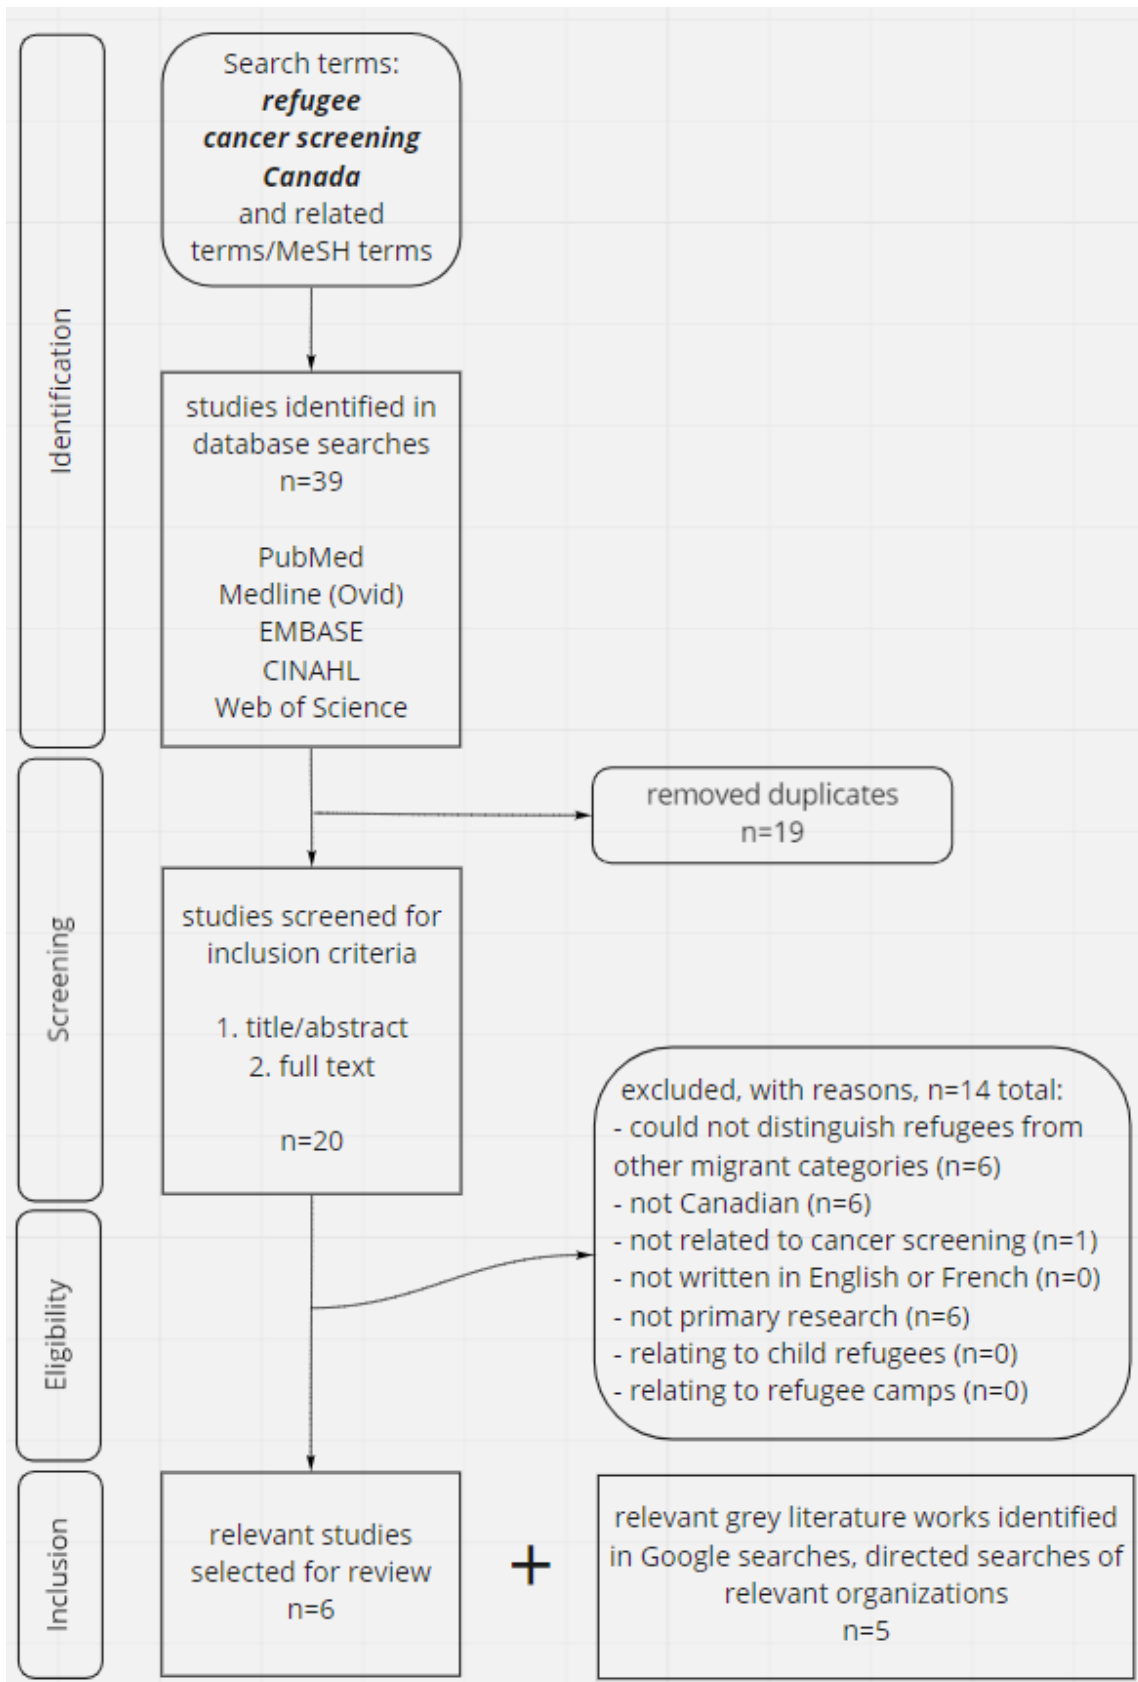 Identification
Search terms:
refugee
cancer screening
Canada
and related
terms/MeSH terms
studies identified in
database searches
n=39
PubMed
Medline (Ovid)
EMBASE
CINAHL
Web of Science
Screening
removed duplicates
n=19
studies screened for
inclusion criteria
1. title/abstract
2. full text
n=20
Eligibility
excluded, with reasons, n=14 total:
- could not distinguish refugees from
other migrant categories (n=6)
- not Canadian (n=6)
- not related to cancer screening (n=1)
- not written in English or French (n=0)
- not primary research (n=6)
- relating to child refugees (n=0)
- relating to refugee camps (n=0)
Inclusion
relevant studies
selected for review
n=6
+
relevant grey literature works identified
in Google searches, directed searches of
relevant organizations
n=5